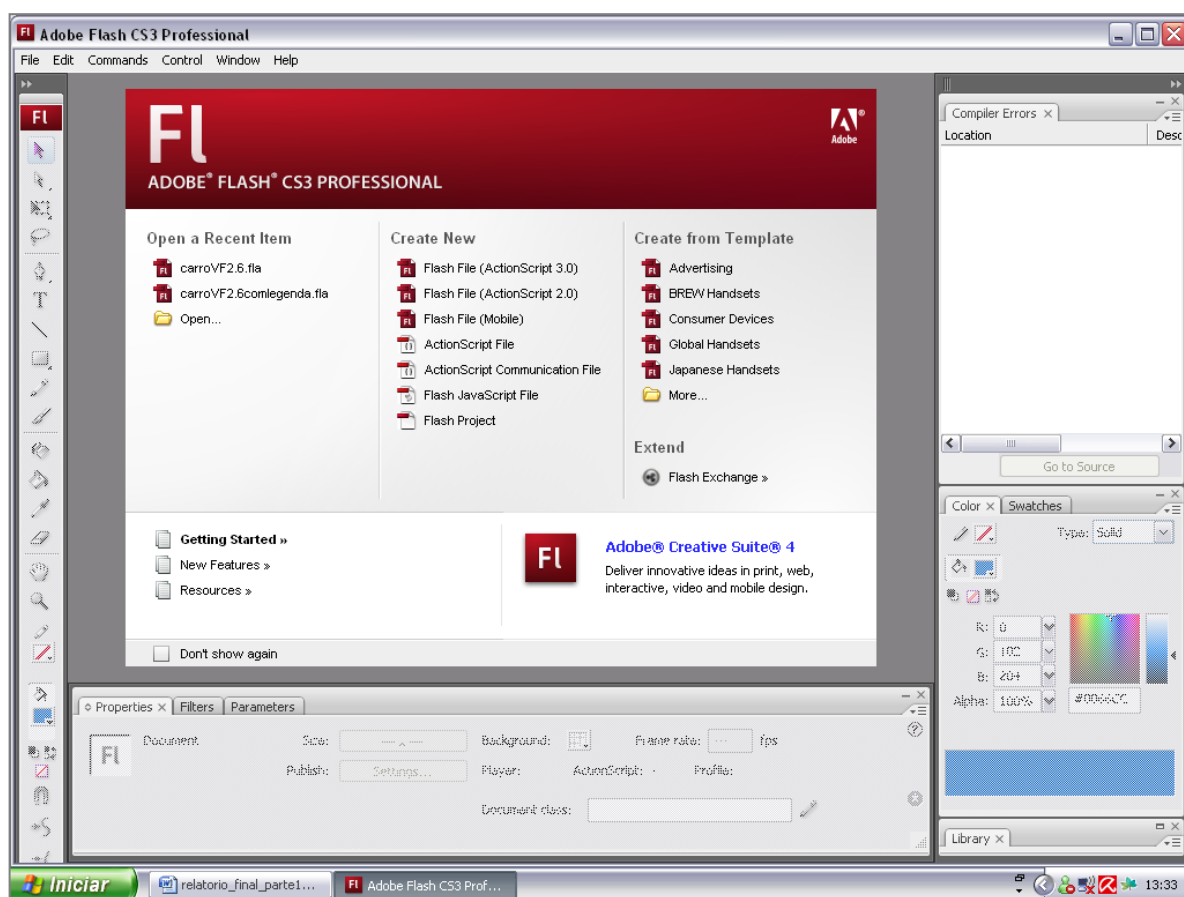 Adobe Flash CS3 Professional
File Edit Commands Control Window Help
Fl
Fl
Adobe
ADOBE® FLASH® CS3 PROFESSIONAL
Open a Recent Item
carroVF2.6.fla
carroVF2.6comlegenda.fla
Open...
Create New
Flash File (ActionScript 3.0)
Flash File (ActionScript 2.0)
Flash File (Mobile)
ActionScript File
ActionScript Communication File
Flash JavaScript File
Flash Project
Create from Template
Advertising
BREW Handsets
Consumer Devices
Global Handsets
Japanese Handsets
More...
Extend
Flash Exchange »
Getting Started »
New Features »
Resources »
Fl
Adobe® Creative Suite® 4
Deliver innovative ideas in print, web,
interactive, video and mobile design.
Don't show again
Properties Filters Parameters
Fl
Document Size: Background: Frame rate: fps
Publish: Settings... Player: ActionScript: Profile:
Document class:
Compiler Errors
Location Desc
Go to Source
Color Swatches
Type: Solid
R: 0
G: 102
B: 204
Alpha: 100% #0066CC
Library
Iniciar relatorio_final_parte1... Adobe Flash CS3 Prof... 13:33